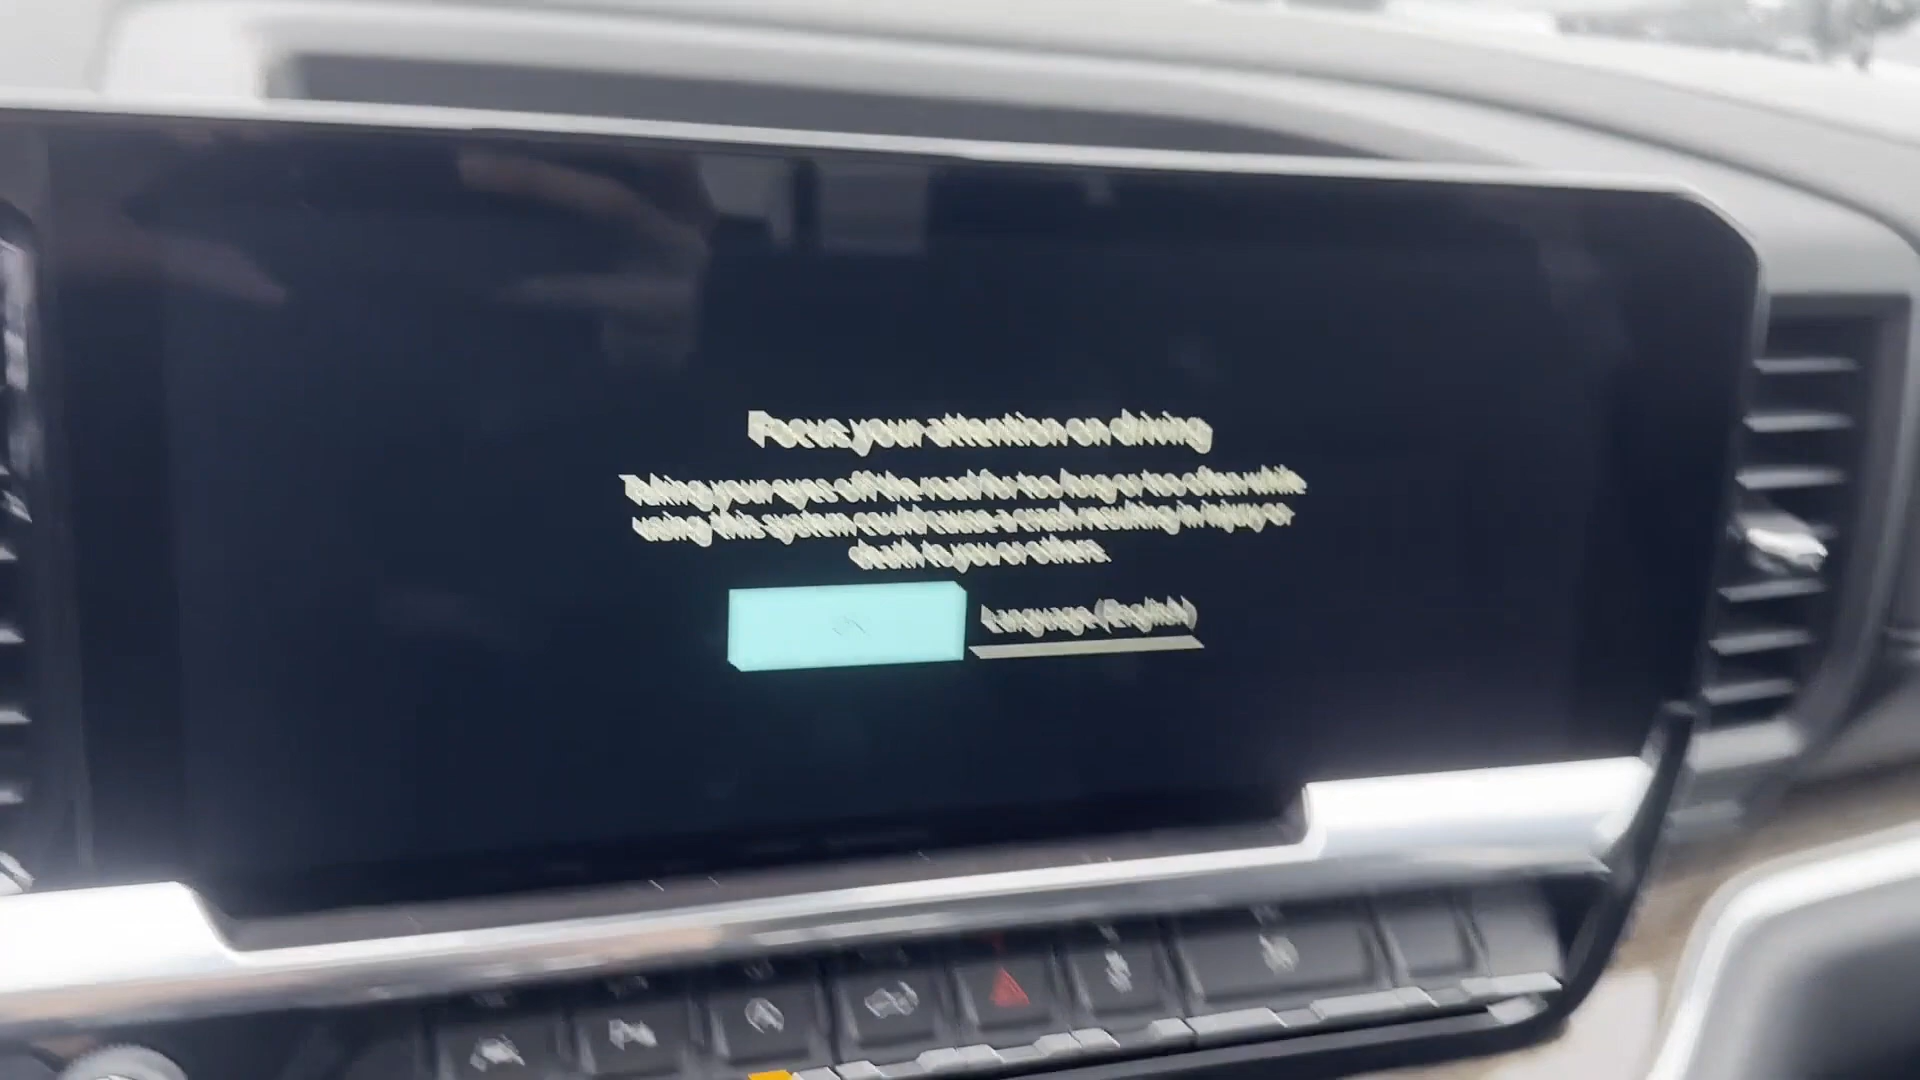 Focus your attention on driving
Taking your eyes off the road for too long or too often while
using this system could cause a crash resulting in injury or
death to you or others.
Language (English)